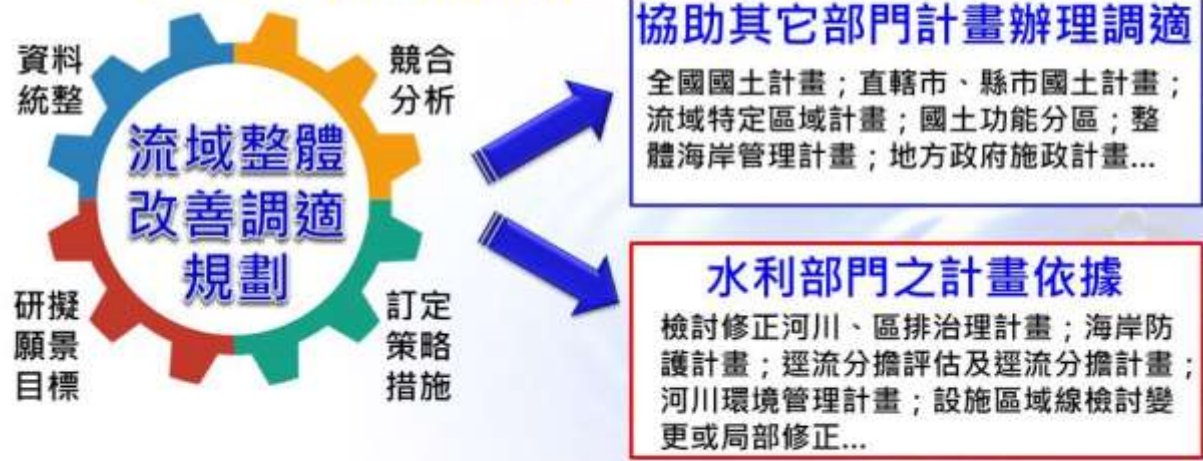 資料
統整
競合
分析
流域整體
改善調適
規劃
研擬
願景
目標
訂定
策略
措施
協助其它部門計畫辦理調適
全國國土計畫；直轄市、縣市國土計畫；
流域特定區域計畫；國土功能分區；整
體海岸管理計畫；地方政府施政計畫...
水利部門之計畫依據
檢討修正河川、區排治理計畫；海岸防
護計畫；逕流分擔評估及逕流分擔計畫；
河川環境管理計畫；設施區域線檢討變
更或局部修正...